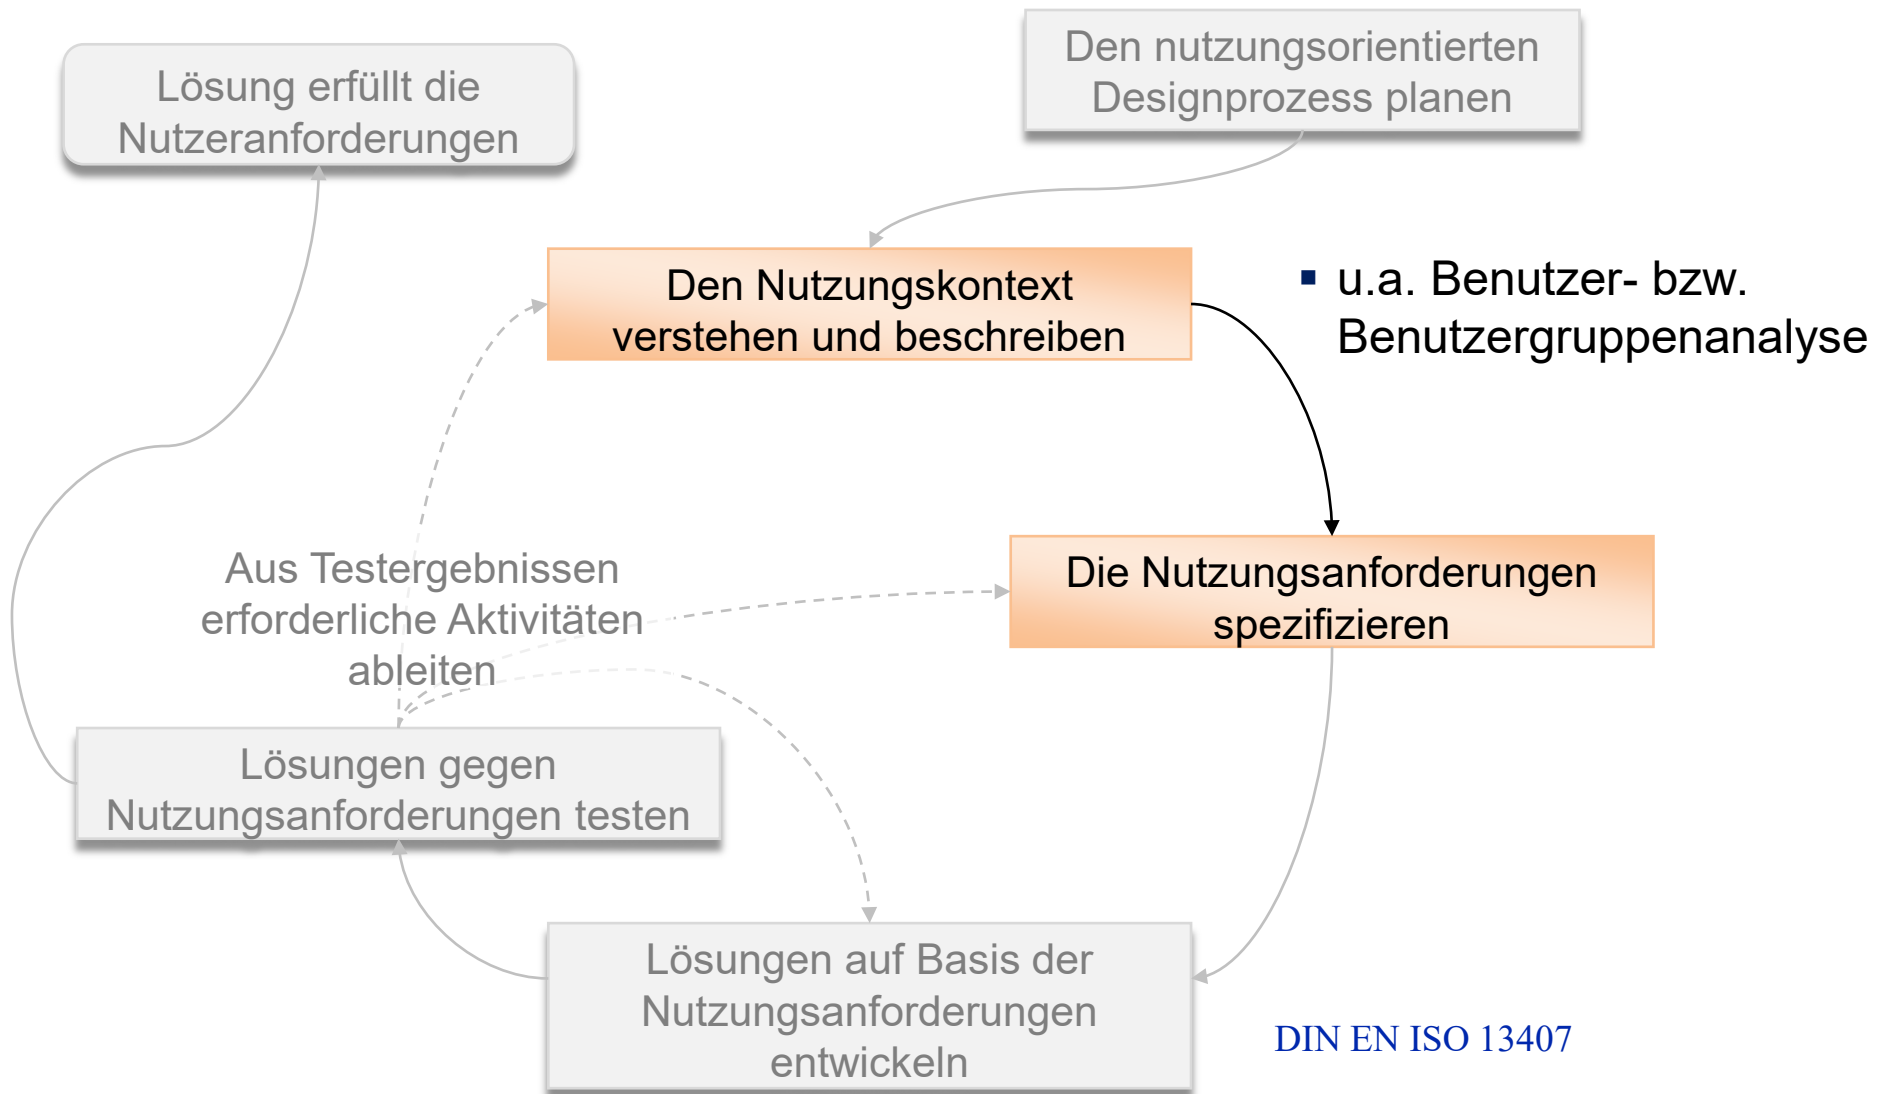 Lösung erfüllt die
Nutzeranforderungen
Den nutzungsorientierten
Designprozess planen
Den Nutzungskontext
verstehen und beschreiben
▪ u.a. Benutzer- bzw.
Benutzergruppenanalyse
Aus Testergebnissen
erforderliche Aktivitäten
ableiten
Die Nutzungsanforderungen
spezifizieren
Lösungen gegen
Nutzungsanforderungen testen
Lösungen auf Basis der
Nutzungsanforderungen
entwickeln
DIN EN ISO 13407